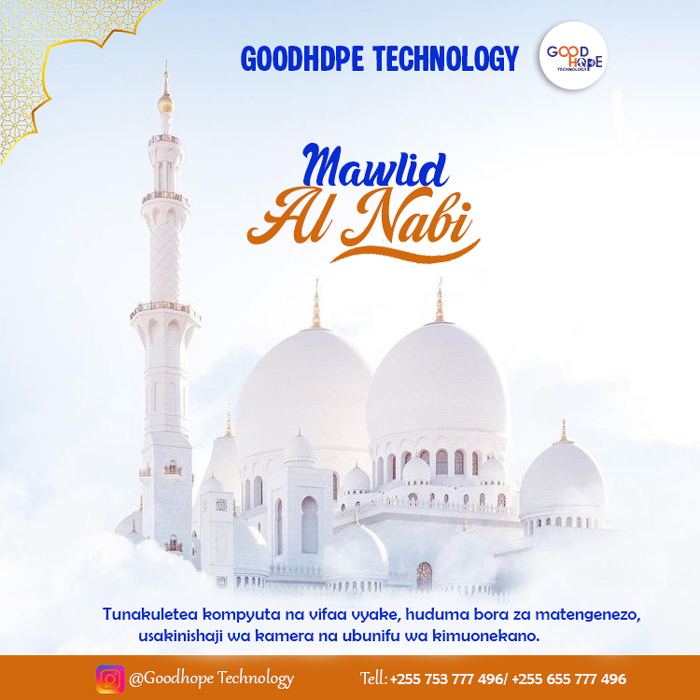 GOODHDPE TECHNOLOGY
GOOD
HOPE
TECHNOLOGY
Mawlid
Al Nabi
Tunakuletea kompyuta na vifaa vyake, huduma bora za matengenezo,
usakinishaji wa kamera na ubunifu wa kimuonekano.
@Goodhope Technology
Tell: +255 753 777 496/ +255 655 777 496